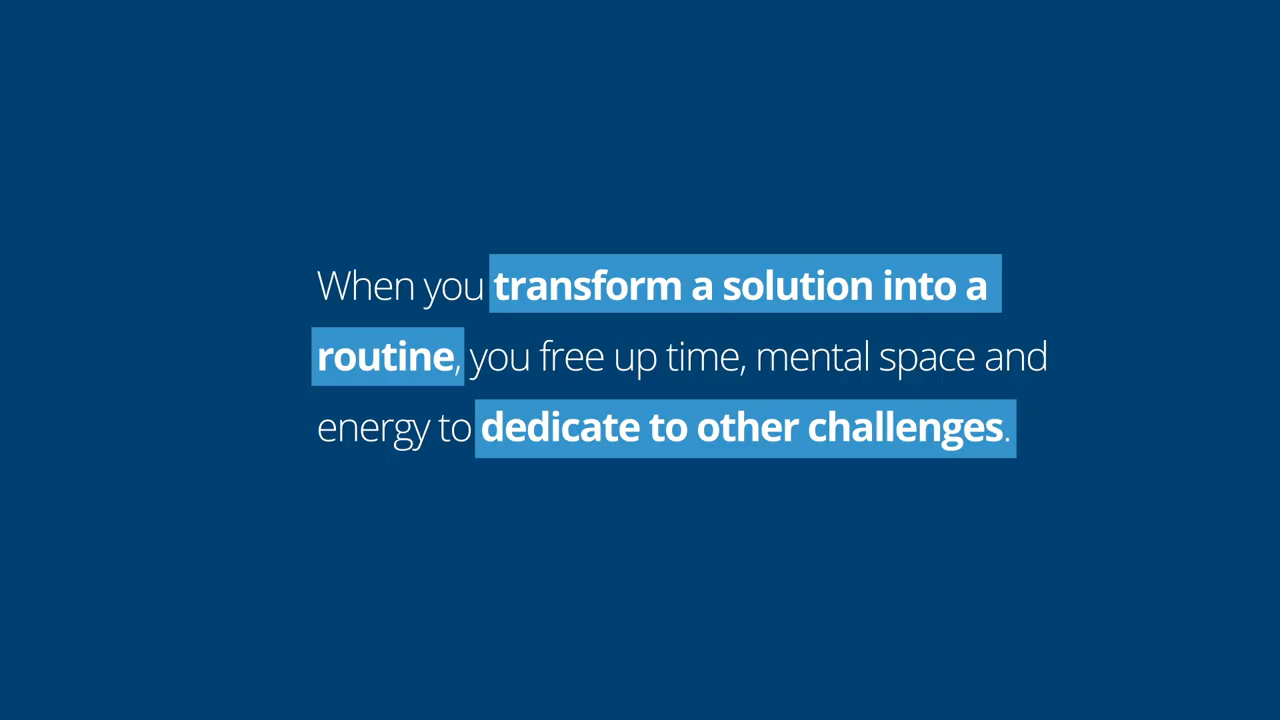 When you transform a solution into a
routine, you free up time, mental space and
energy to dedicate to other challenges.